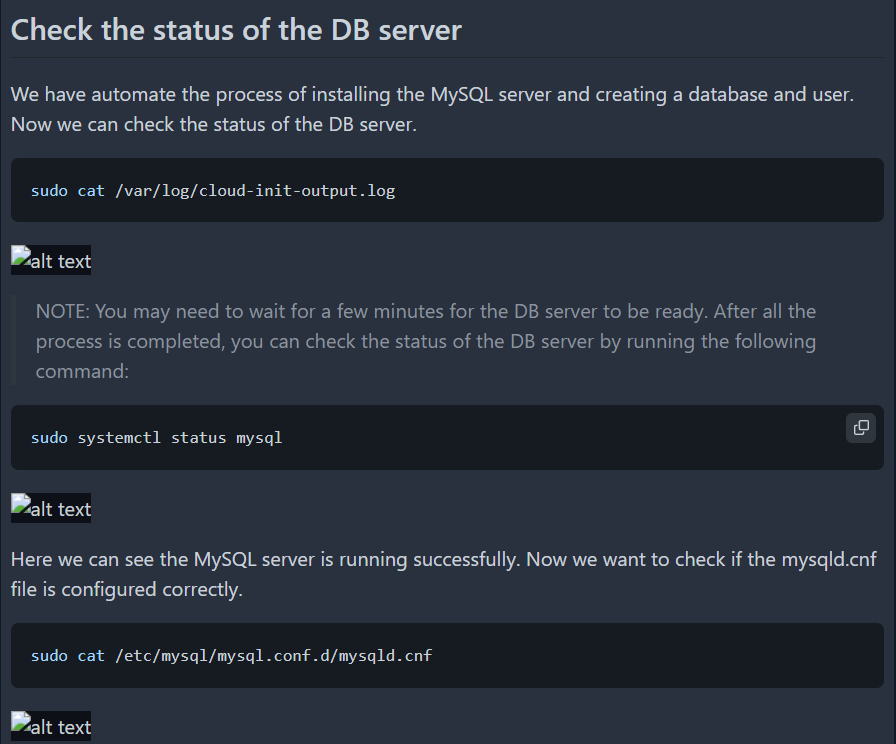 Check the status of the DB server
We have automate the process of installing the MySQL server and creating a database and user.
Now we can check the status of the DB server.
sudo cat /var/log/cloud-init-output.log
alt text
NOTE: You may need to wait for a few minutes for the DB server to be ready. After all the
process is completed, you can check the status of the DB server by running the following
command:
sudo systemctl status mysql
alt text
Here we can see the MySQL server is running successfully. Now we want to check if the mysqld.cnf
file is configured correctly.
sudo cat /etc/mysql/mysql.conf.d/mysqld.cnf
alt text